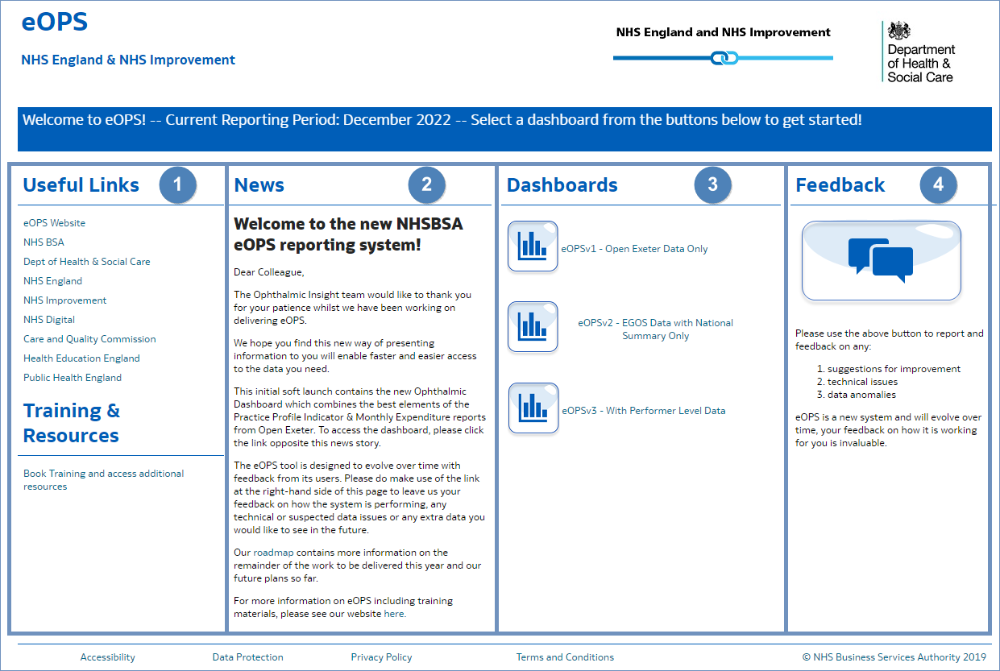 eOPS
NHS England & NHS Improvement
NHS England and NHS Improvement
Department
of Health &
Social Care
Welcome to eOPS! -- Current Reporting Period: December 2022 -- Select a dashboard from the buttons below to get started!
Useful Links
1
eOPS Website
NHS BSA
Dept of Health & Social Care
NHS England
NHS Improvement
NHS Digital
Care and Quality Commission
Health Education England
Public Health England
Training &
Resources
Book Training and access additional
resources
News
2
Welcome to the new NHSBSA
eOPS reporting system!
Dear Colleague,
The Ophthalmic Insight team would like to thank you
for your patience whilst we have been working on
delivering eOPS.
We hope you find this new way of presenting
information to you will enable faster and easier access
to the data you need.
This initial soft launch contains the new Ophthalmic
Dashboard which combines the best elements of the
Practice Profile Indicator & Monthly Expenditure reports
from Open Exeter. To access the dashboard, please click
the link opposite this news story.
The eOPS tool is designed to evolve over time with
feedback from its users. Please do make use of the link
at the right-hand side of this page to leave us your
feedback on how the system is performing, any
technical or suspected data issues or any extra data you
would like to see in the future.
Our roadmap contains more information on the
remainder of the work to be delivered this year and our
future plans so far.
For more information on eOPS including training
materials, please see our website here.
Dashboards
3
eOPSv1 - Open Exeter Data Only
eOPSv2 - EGOS Data with National
Summary Only
eOPSv3 - With Performer Level Data
Feedback
4
Please use the above button to report and
feedback on any:
1. suggestions for improvement
2. technical issues
3. data anomalies
eOPS is a new system and will evolve over
time, your feedback on how it is working
for you is invaluable.
Accessibility
Data Protection
Privacy Policy
Terms and Conditions
© NHS Business Services Authority 2019